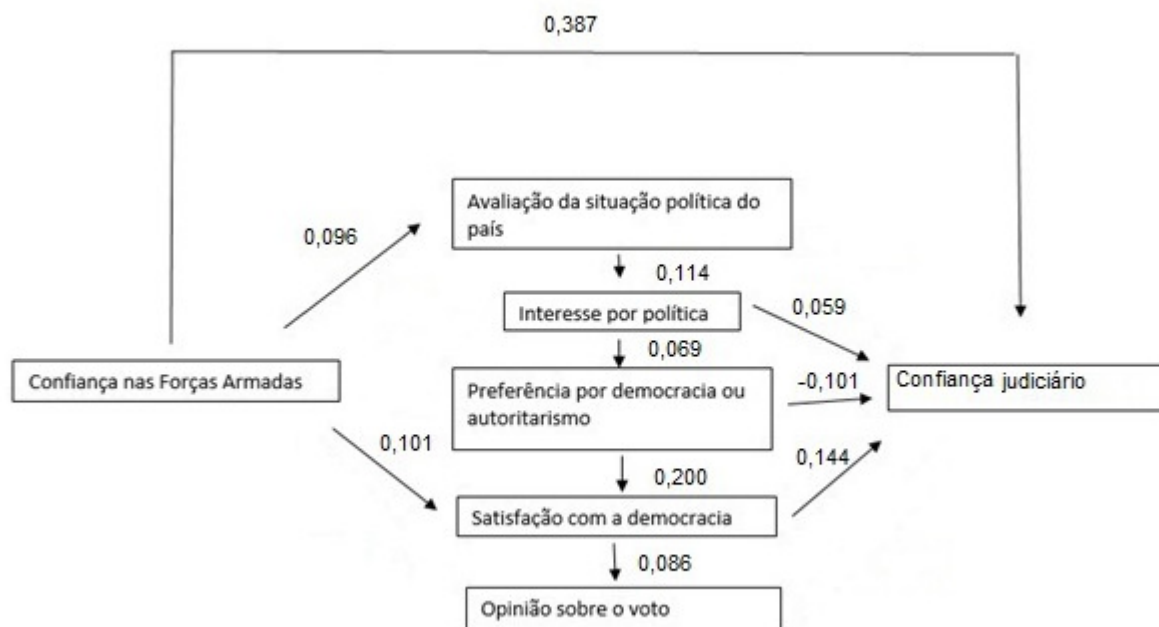 0,387
Avaliação da situação política do
país
0,096
0,114
Interesse por política
0,059
0,069
Confiança nas Forças Armadas
Preferência por democracia ou
autoritarismo
-0,101
Confiança judiciário
0,101
0,200
0,144
Satisfação com a democracia
0,086
Opinião sobre o voto